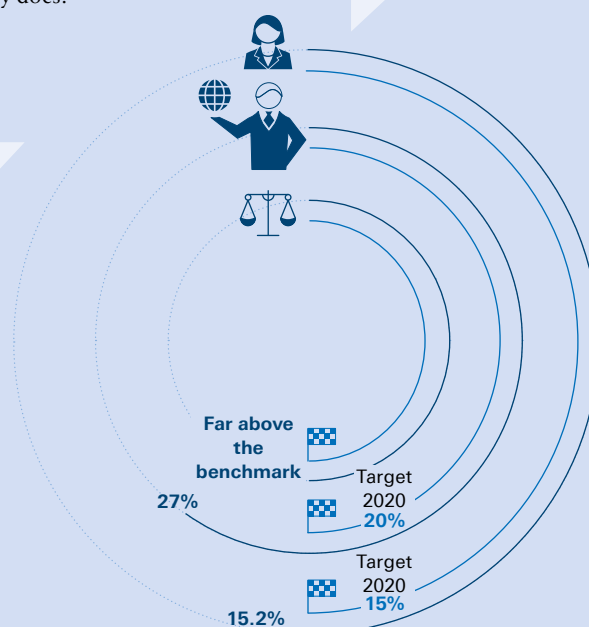 y does.
Far above
the
benchmark
Target
2020
20%
27%
Target
2020
15%
15.2%